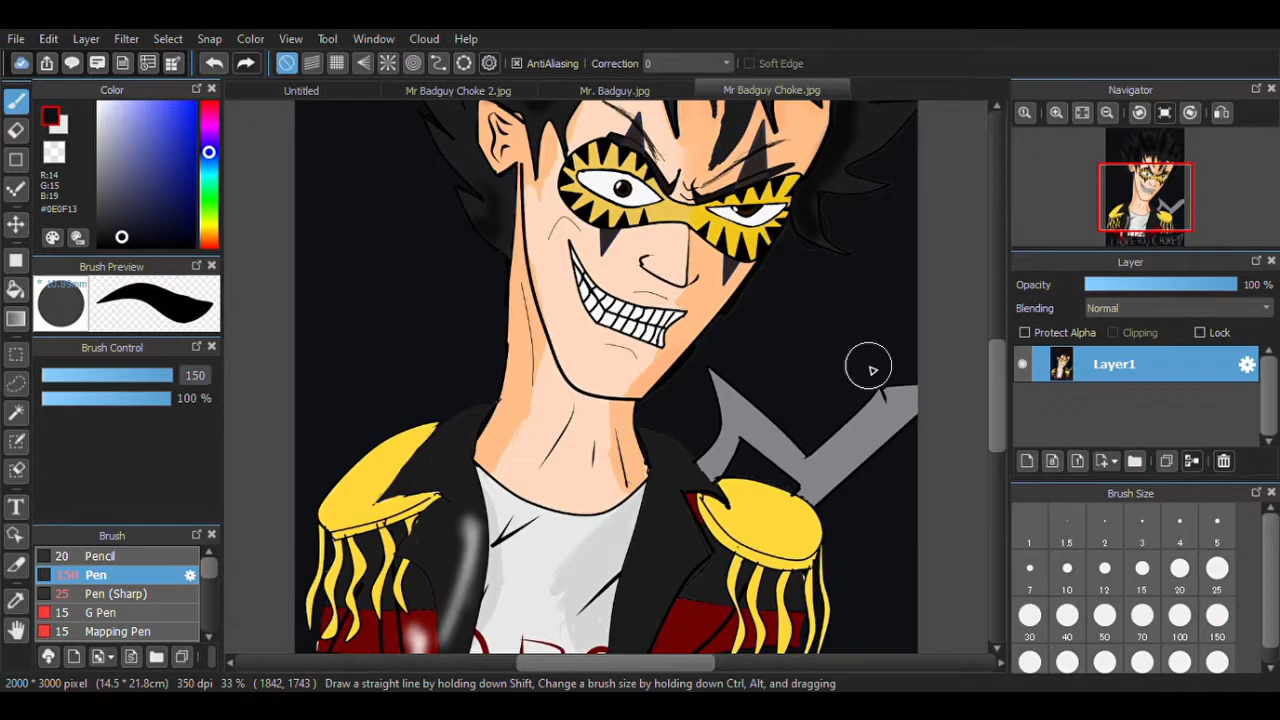 File Edit Layer Filter Select Snap Color View Tool Window Cloud Help
AntiAliasing Correction 0 Soft Edge
Color
R:14
G:15
B:19
#0E0F13
Brush Preview
* 10.89mm
Brush Control
150
100 %
Brush
20 Pencil
150 Pen
25 Pen (Sharp)
15 G Pen
15 Mapping Pen
Untitled Mr Badguy Choke 2.jpg Mr. Badguy.jpg Mr Badguy Choke.jpg
Navigator
Layer
Opacity 100 %
Blending Normal
Protect Alpha Clipping Lock
Layer1
Brush Size
1 1.5 2 3 4 5
7 10 12 15 20 25
30 40 50 70 100 150
2000 * 3000 pixel (14.5 * 21.8cm) 350 dpi 33 % ( 1842, 1743 ) Draw a straight line by holding down Shift, Change a brush size by holding down Ctrl, Alt, and dragging